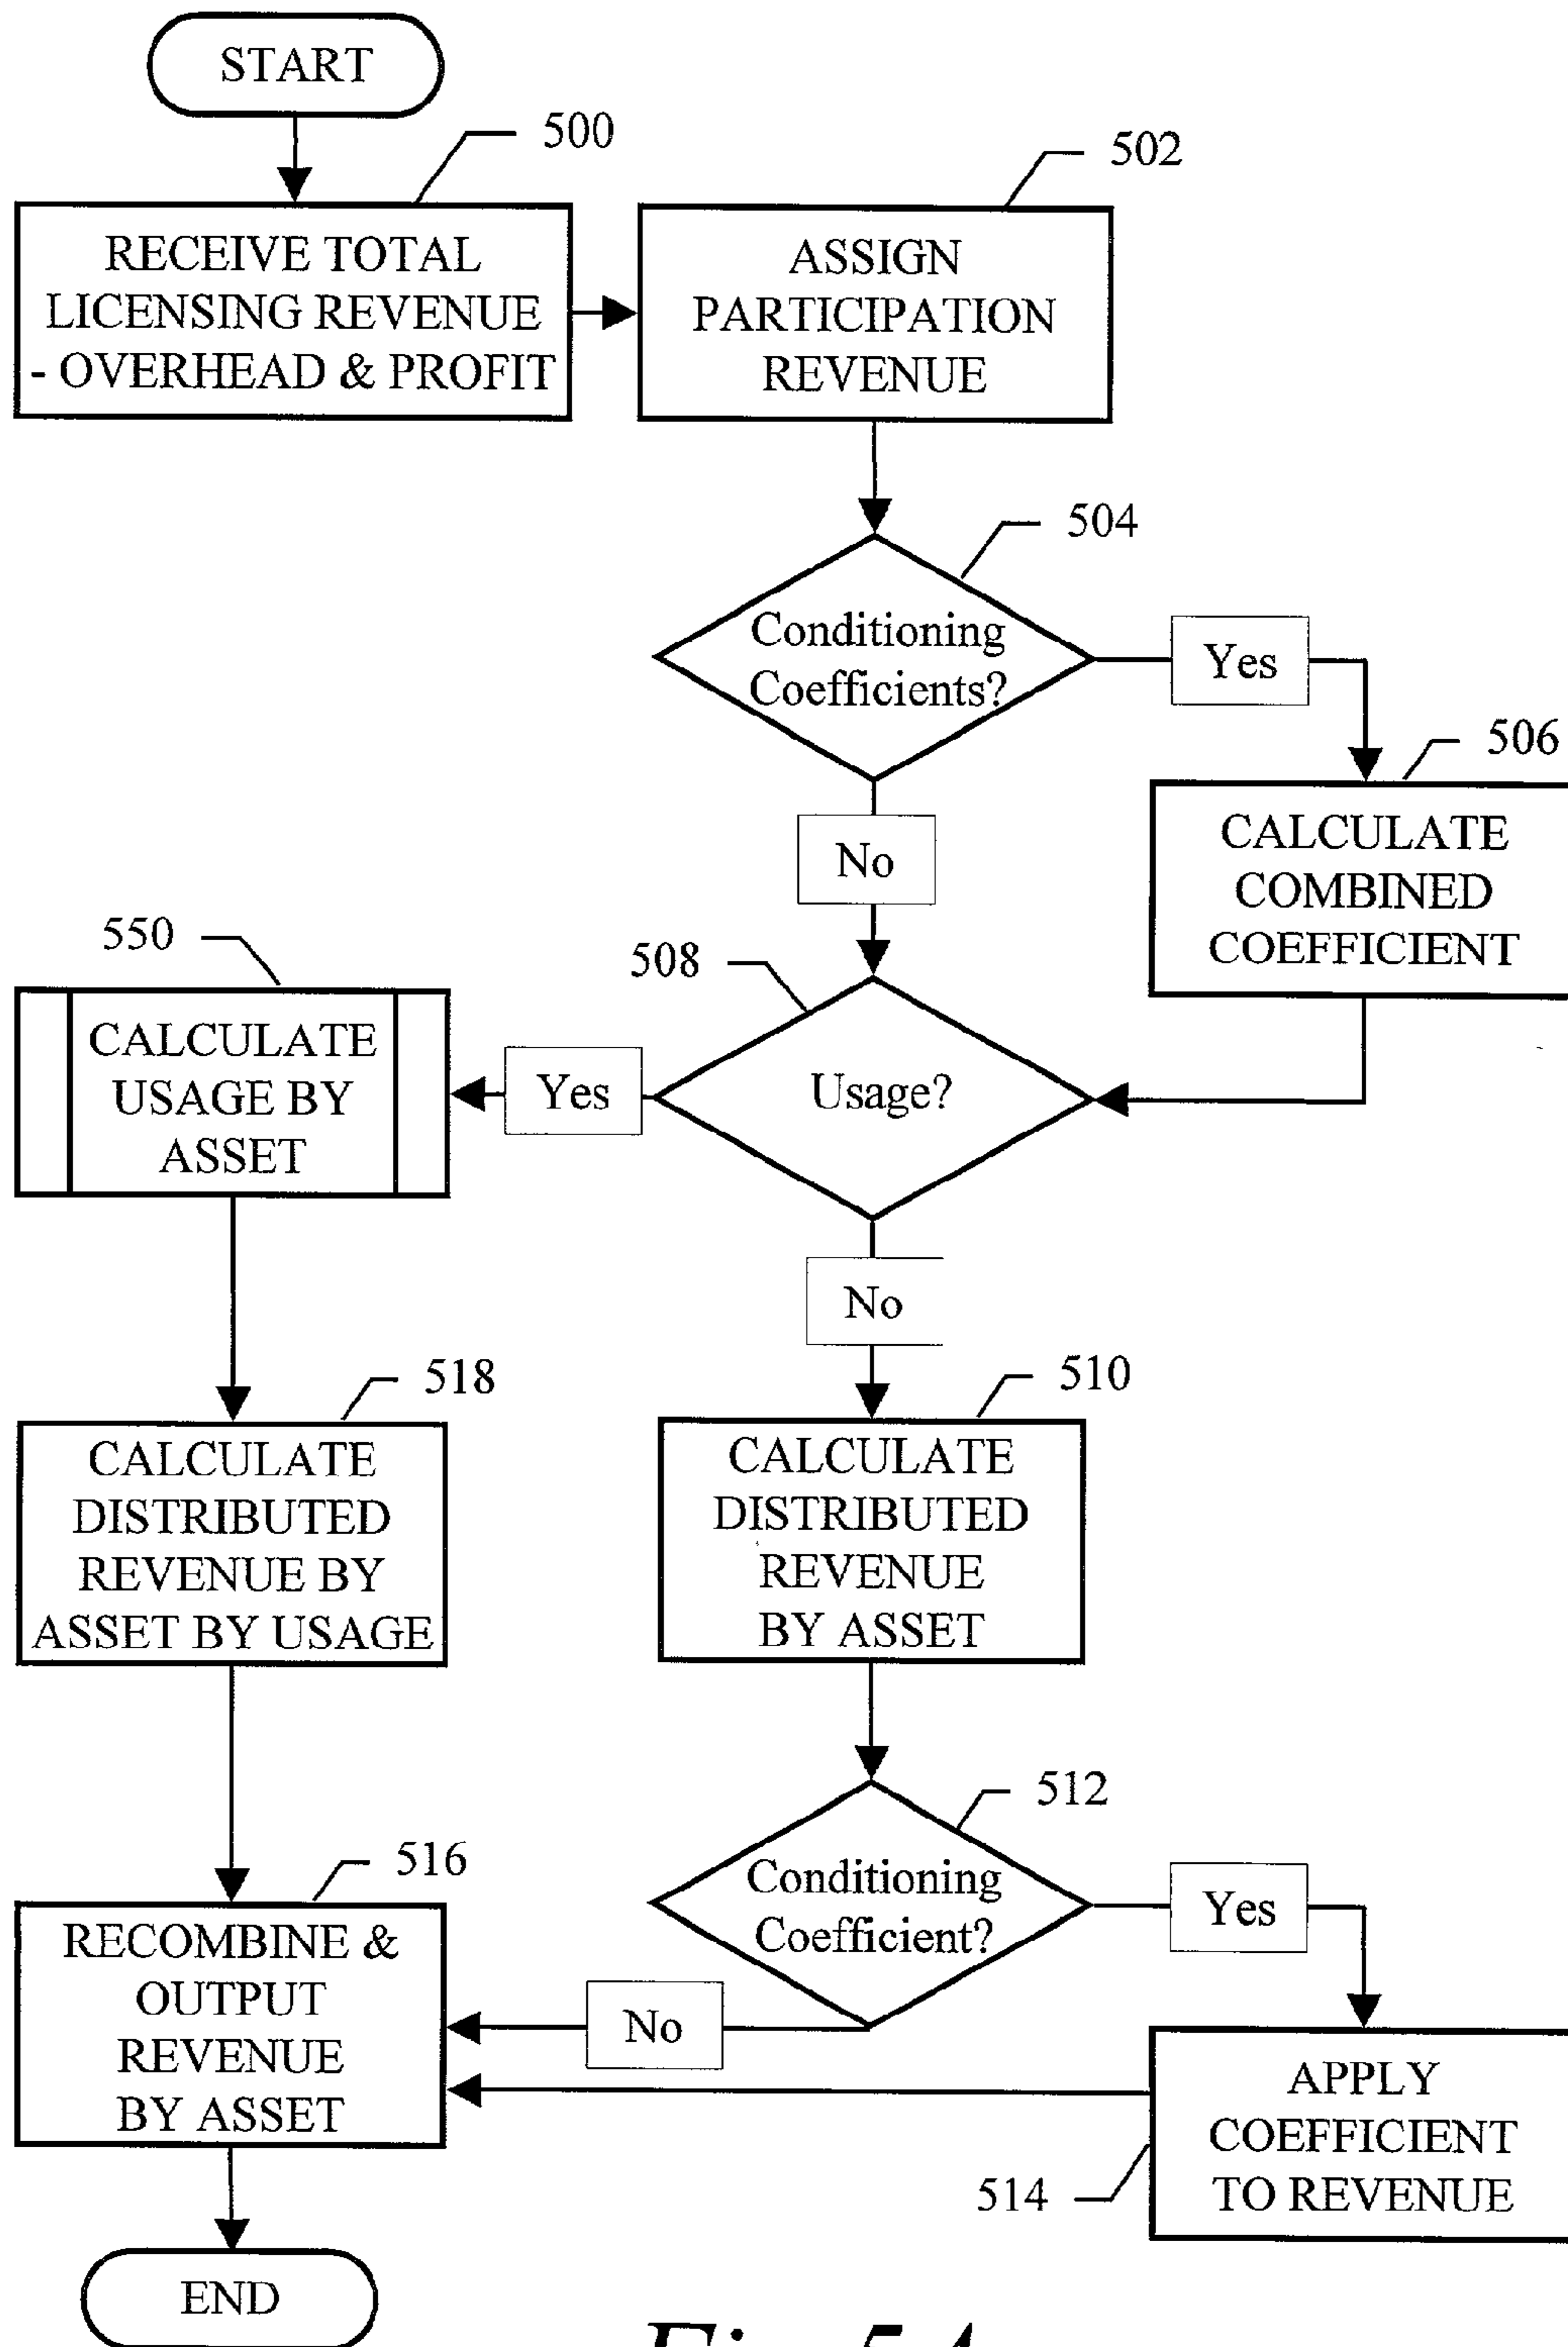 START
500
502
RECEIVE TOTAL
LICENSING REVENUE
- OVERHEAD & PROFIT
ASSIGN
PARTICIPATION
REVENUE
504
Conditioning
Coefficients?
Yes
506
CALCULATE
COMBINED
COEFFICIENT
No
550
508
CALCULATE
USAGE BY
ASSET
Yes
Usage?
No
518
510
CALCULATE
DISTRIBUTED
REVENUE BY
ASSET BY USAGE
CALCULATE
DISTRIBUTED
REVENUE
BY ASSET
512
516
Conditioning
Coefficient?
Yes
RECOMBINE &
OUTPUT
REVENUE
BY ASSET
No
APPLY
COEFFICIENT
TO REVENUE
514
END